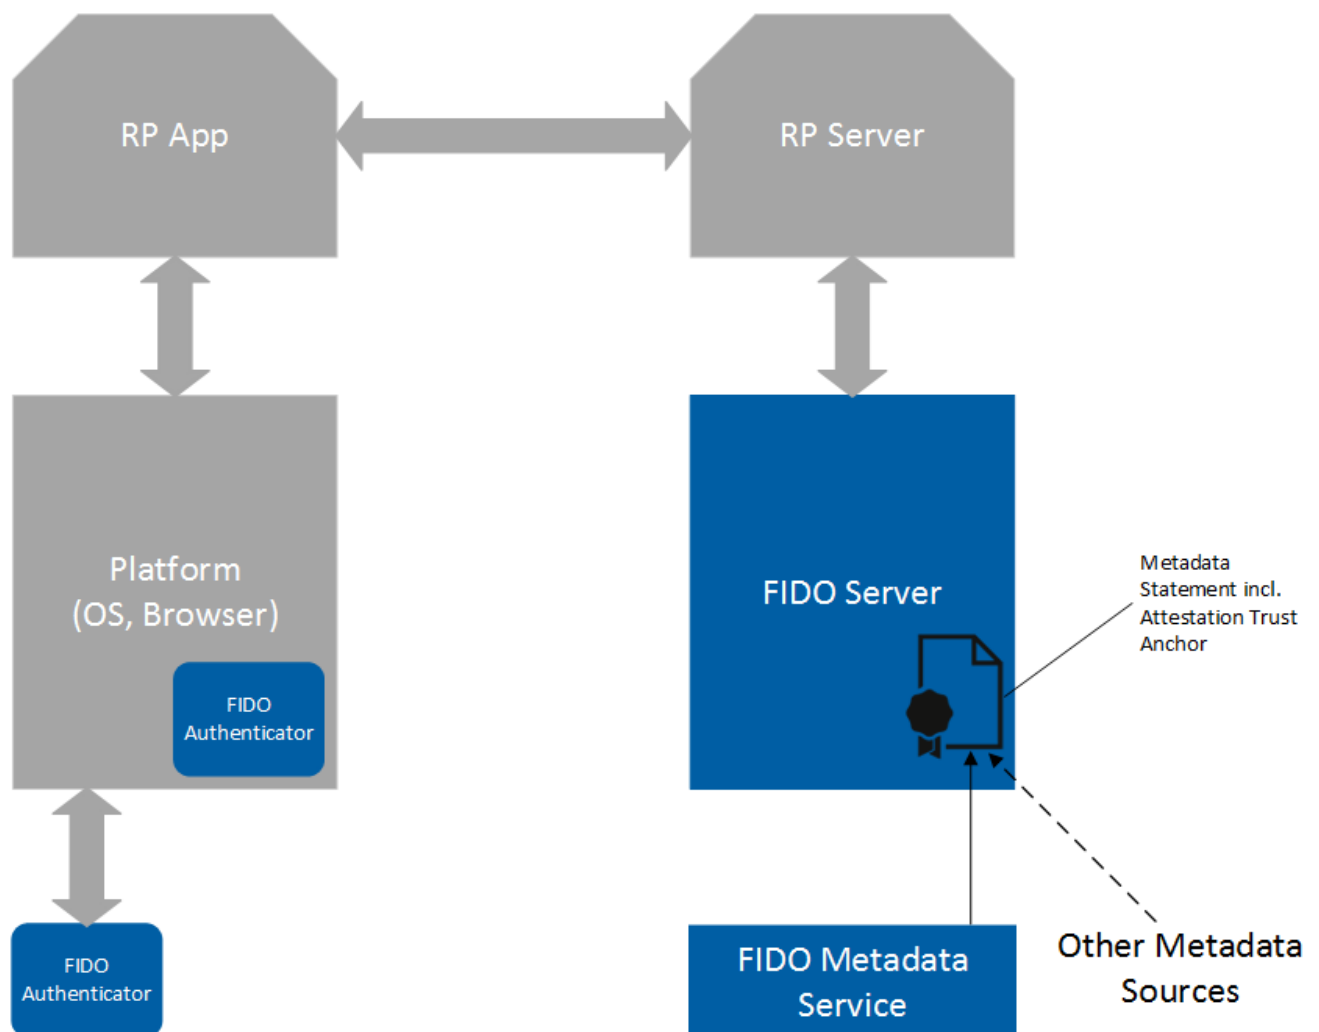 RP App
RP Server
Platform
(OS, Browser)
FIDO
Authenticator
FIDO Server
Metadata
Statement incl.
Attestation Trust
Anchor
FIDO
Authenticator
FIDO Metadata
Service
Other Metadata
Sources